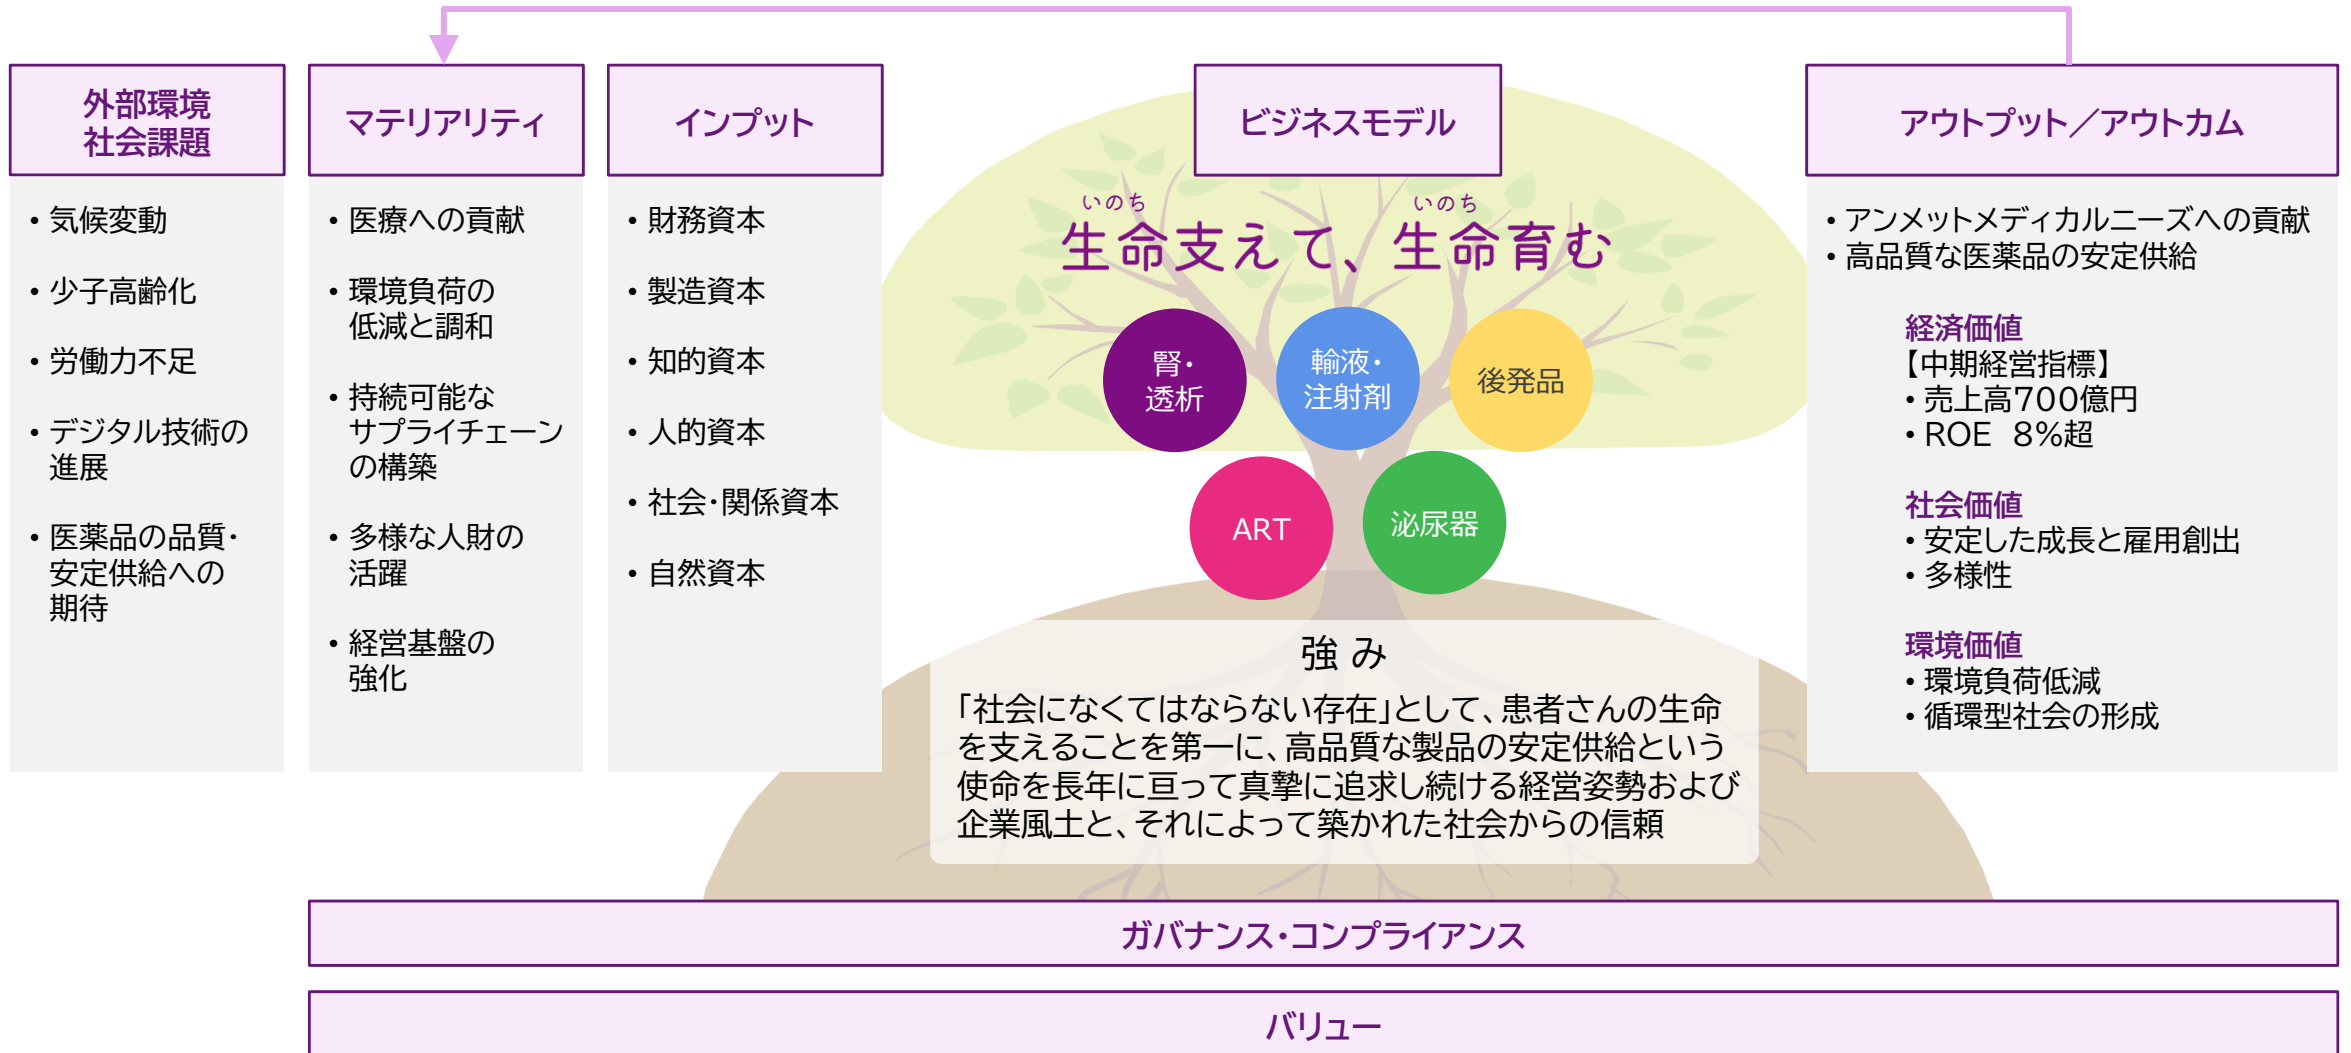 外部環境
社会課題
・気候変動
・少子高齢化
・労働力不足
・デジタル技術の
進展
・医薬品の品質・
安定供給への
期待
マテリアリティ
・医療への貢献
・環境負荷の
低減と調和
・持続可能な
サプライチェーン
の構築
・多様な人財の
活躍
・経営基盤の
強化
インプット
・財務資本
・製造資本
・知的資本
・人的資本
・社会・関係資本
・自然資本
ビジネスモデル
いのち いのち
生命支えて、生命育む
腎・
透析
輸液・
注射剤
後発品
ART
泌尿器
強み
「社会になくてはならない存在」として、患者さんの生命
を支えることを第一に、高品質な製品の安定供給という
使命を長年に亘って真摯に追求し続ける経営姿勢および
企業風土と、それによって築かれた社会からの信頼
アウトプット／アウトカム
・アンメットメディカルニーズへの貢献
・高品質な医薬品の安定供給
経済価値
【中期経営指標】
・売上高700億円
・ROE 8%超
社会価値
・安定した成長と雇用創出
・多様性
環境価値
・環境負荷低減
・循環型社会の形成
ガバナンス・コンプライアンス
バリュー